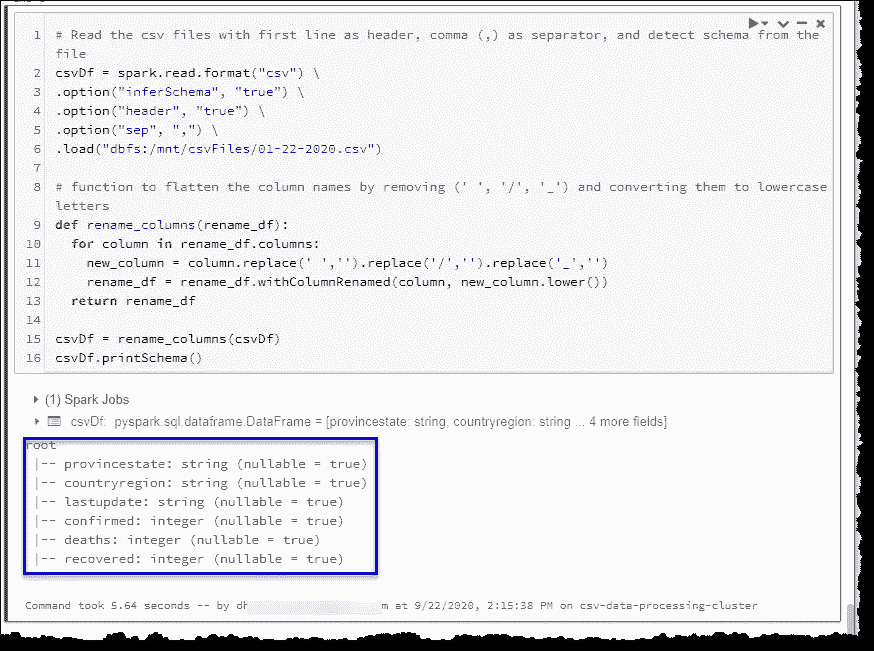 1 # Read the csv files with first line as header, comma (,) as separator, and detect schema from the
file
2 csvDf = spark.read.format("csv") \
3 .option("inferSchema", "true") \
4 .option("header", "true") \
5 .option("sep", ",") \
6 .load("dbfs:/mnt/csvFiles/01-22-2020.csv")
7
8 # function to flatten the column names by removing (' ', '/', '_') and converting them to lowercase
letters
9 def rename_columns(rename_df):
10   for column in rename_df.columns:
11     new_column = column.replace(' ','').replace('/','').replace('_','')
12     rename_df = rename_df.withColumnRenamed(column, new_column.lower())
13   return rename_df
14
15 csvDf = rename_columns(csvDf)
16 csvDf.printSchema()
(1) Spark Jobs
csvDf: pyspark.sql.dataframe.DataFrame = [provincestate: string, countryregion: string ... 4 more fields]
root
|-- provincestate: string (nullable = true)
|-- countryregion: string (nullable = true)
|-- lastupdate: string (nullable = true)
|-- confirmed: integer (nullable = true)
|-- deaths: integer (nullable = true)
|-- recovered: integer (nullable = true)
Command took 5.64 seconds -- by dh m at 9/22/2020, 2:15:38 PM on csv-data-processing-cluster